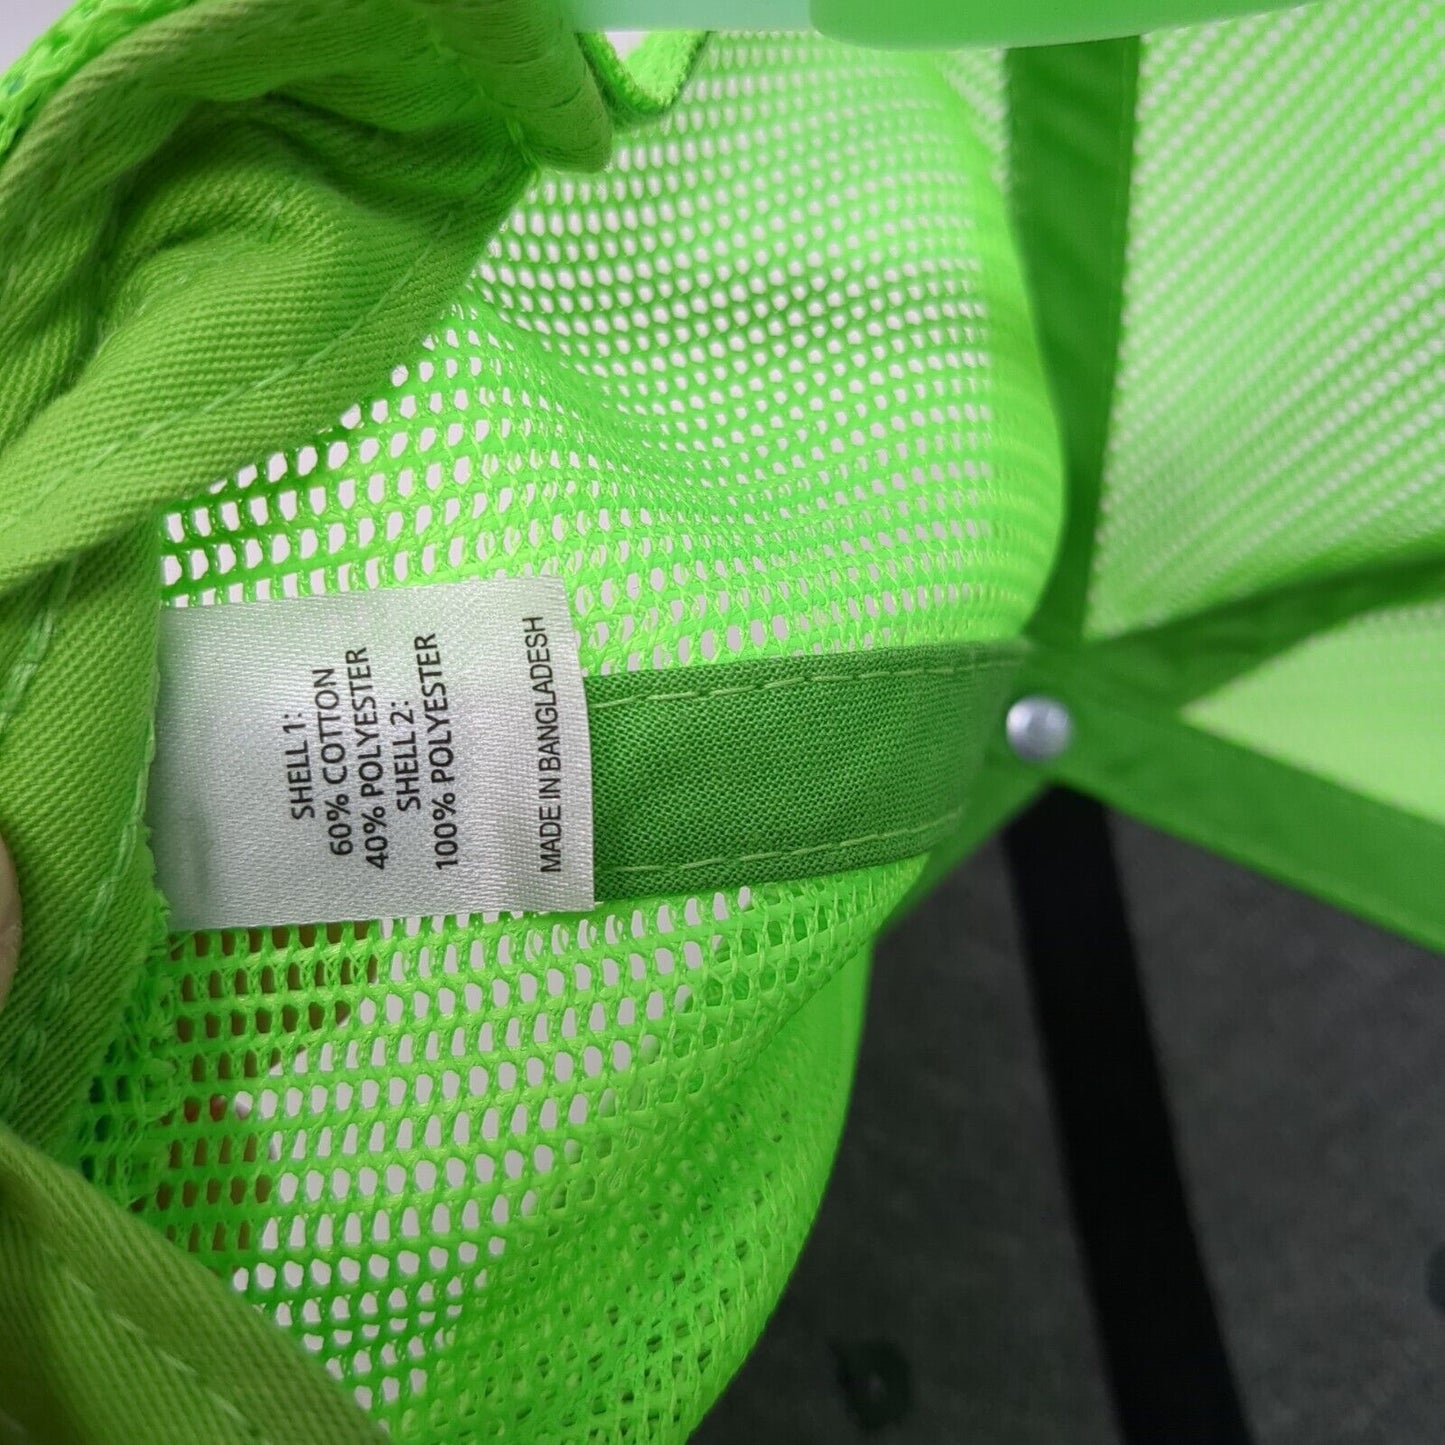 SHELL 1:
60% COTTON
40% POLYESTER
SHELL 2:
100% POLYESTER
MADE IN BANGLADESH